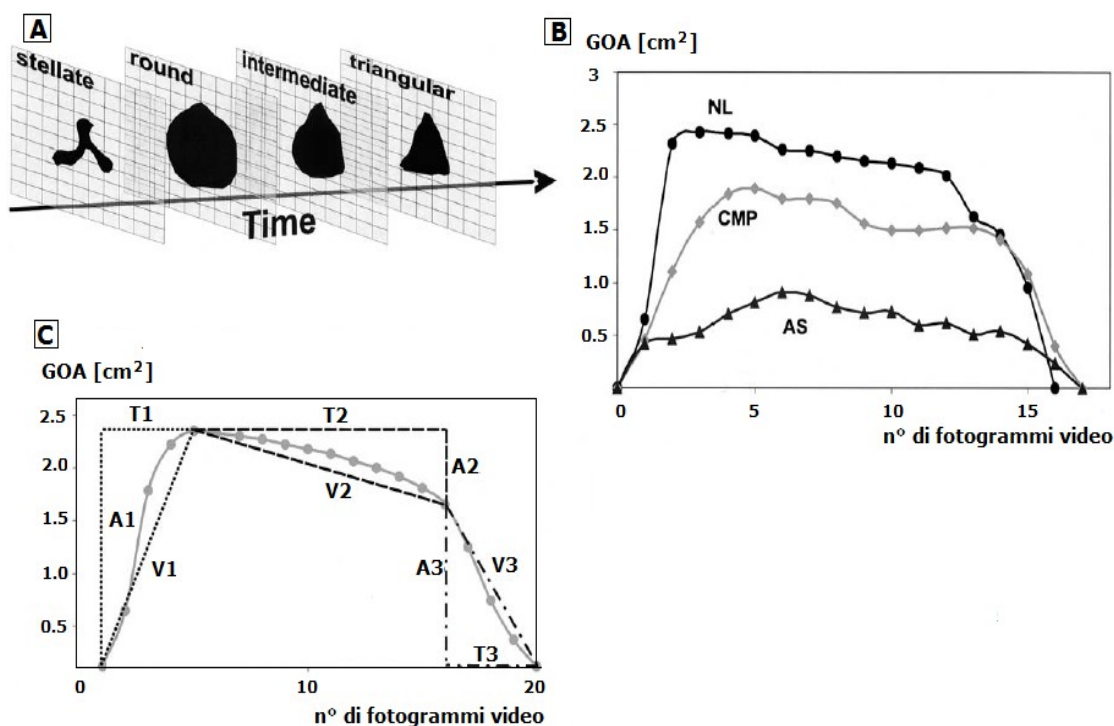 A
stellate
round
intermediate
triangular
Time
B
GOA [cm²]
3
2.5
2.0
1.5
1.0
0.5
0
NL
CMP
AS
0
5
10
15
n° di fotogrammi video
C
GOA [cm²]
2.5
2.0
1.5
1.0
0.5
T1
T2
A1
V1
A2
V2
A3
V3
T3
0
10
20
n° di fotogrammi video